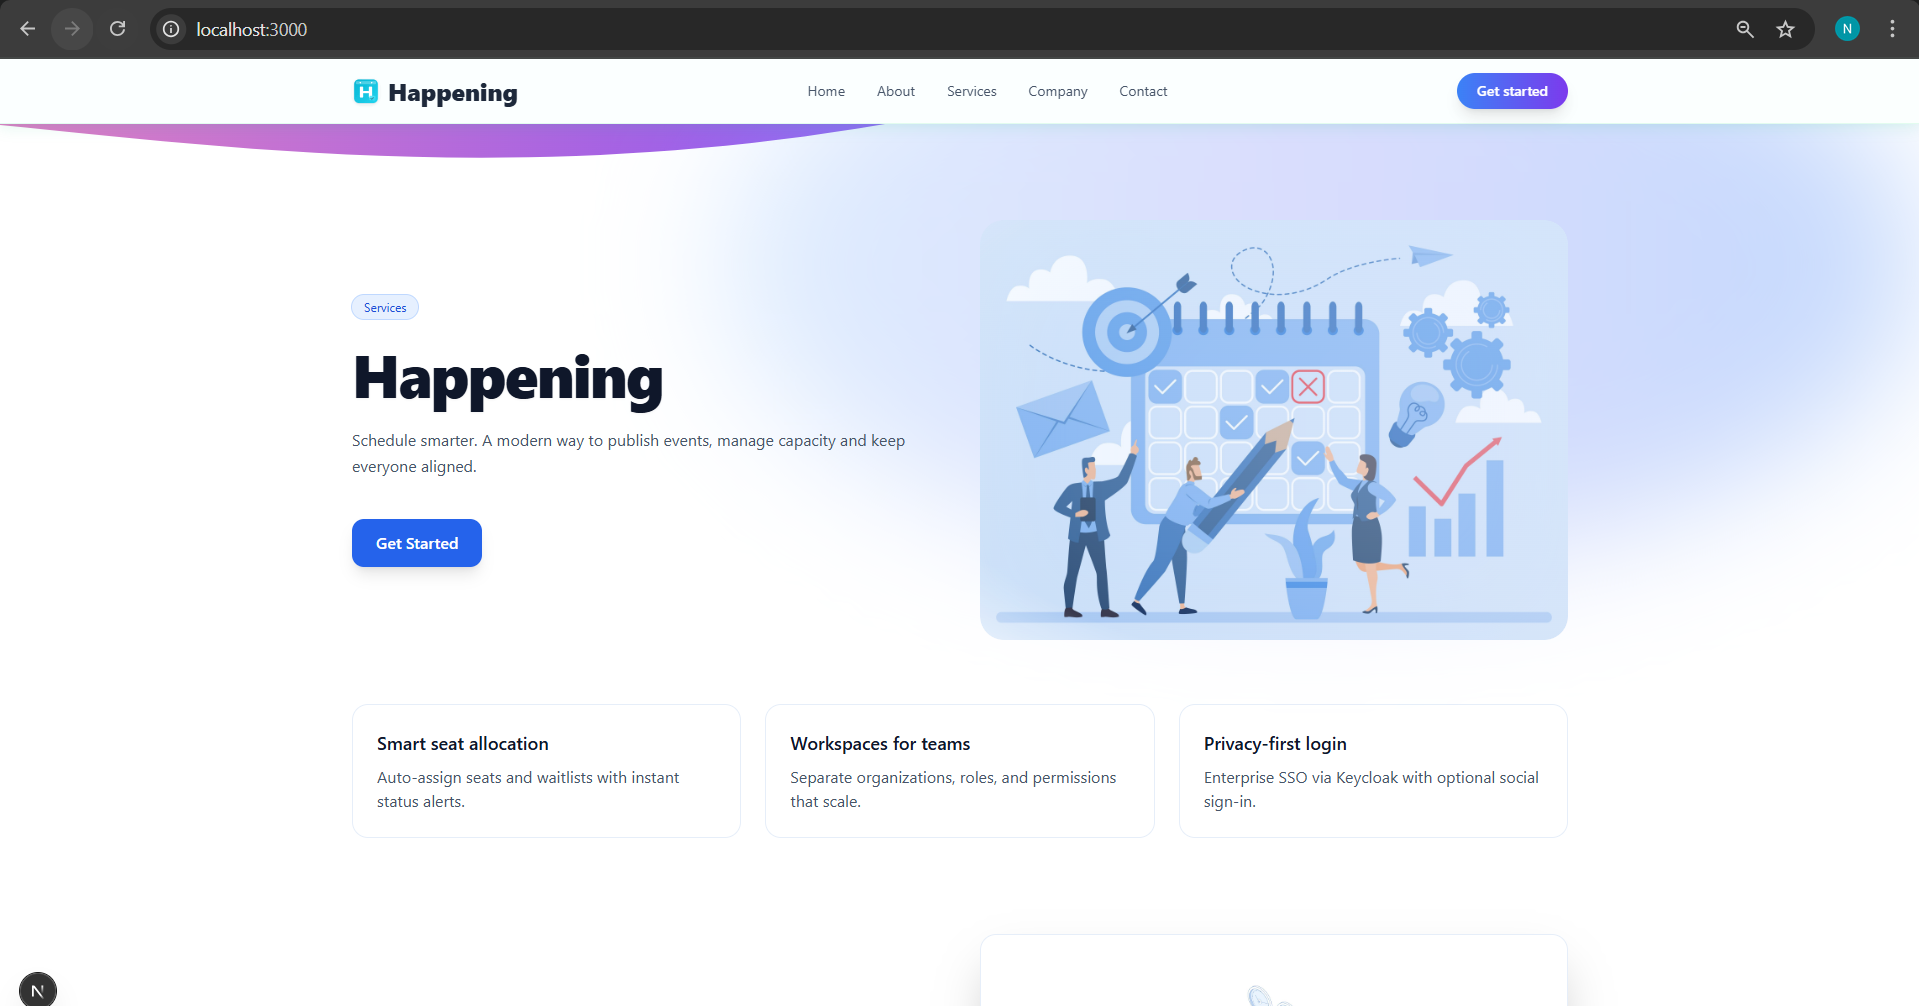 localhost:3000
N
H Happening
Home
About
Services
Company
Contact
Get started
Services
Happening
Schedule smarter. A modern way to publish events, manage capacity and keep
everyone aligned.
Get Started
Smart seat allocation
Auto-assign seats and waitlists with instant
status alerts.
Workspaces for teams
Separate organizations, roles, and permissions
that scale.
Privacy-first login
Enterprise SSO via Keycloak with optional social
sign-in.
N